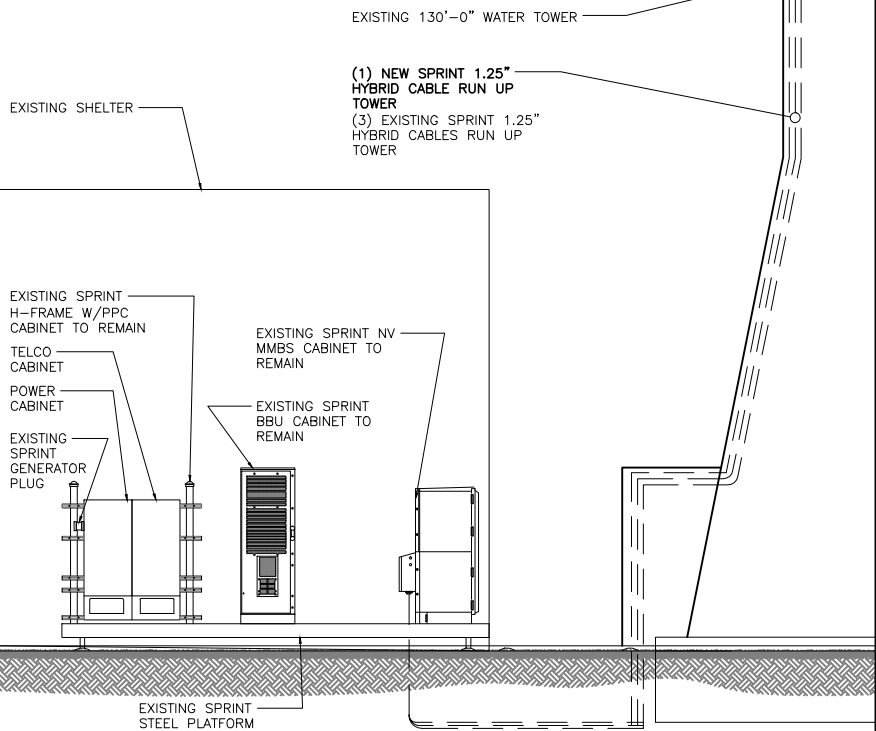 EXISTING 130'-0" WATER TOWER
(1) NEW SPRINT 1.25"
HYBRID CABLE RUN UP
TOWER
(3) EXISTING SPRINT 1.25"
HYBRID CABLES RUN UP
TOWER
EXISTING SHELTER
EXISTING SPRINT
H-FRAME W/PPC
CABINET TO REMAIN
TELCO
CABINET
POWER
CABINET
EXISTING
SPRINT
GENERATOR
PLUG
EXISTING SPRINT NV
MMBS CABINET TO
REMAIN
EXISTING SPRINT
BBU CABINET TO
REMAIN
EXISTING SPRINT
STEEL PLATFORM